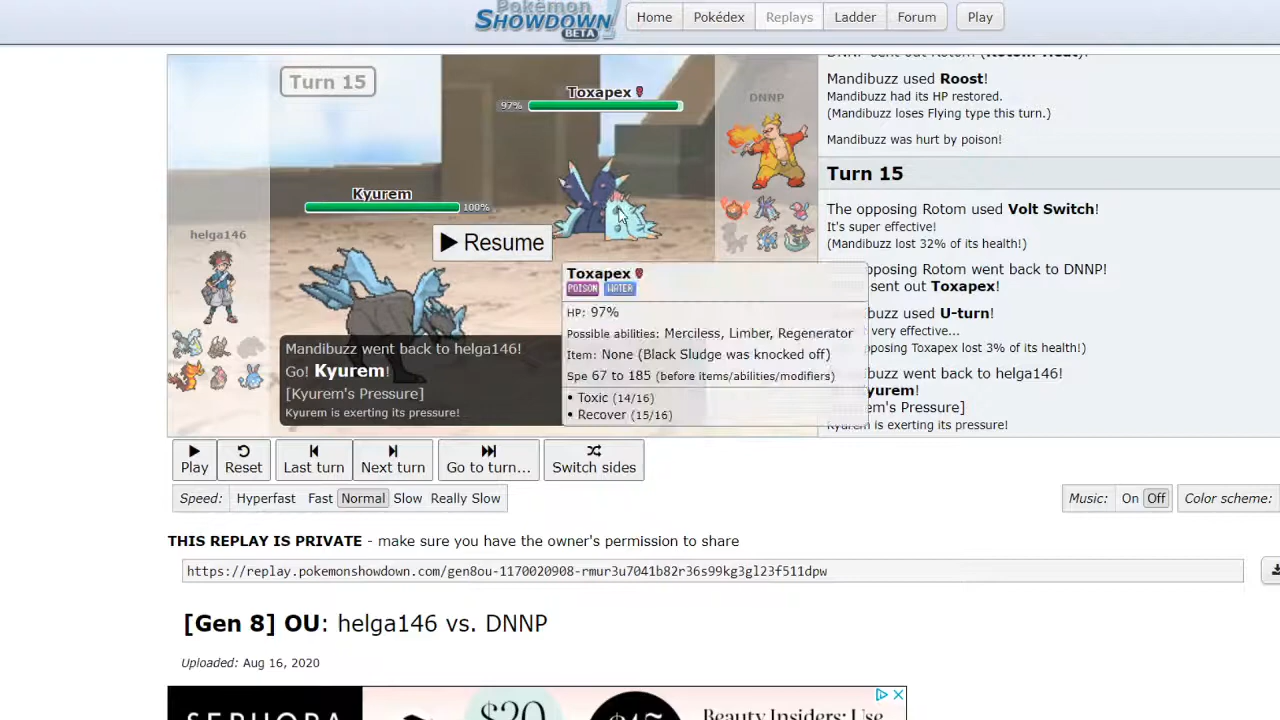 Pokémon
SHOWDOWN
BETA
Home
Pokédex
Replays
Ladder
Forum
Play
Turn 15
Toxapex
97%
Kyurem
100%
helga146
DNNP
Resume
Mandibuzz went back to helga146!
Go! Kyurem!
[Kyurem's Pressure]
Kyurem is exerting its pressure!
Toxapex
POISON WATER
HP: 97%
Possible abilities: Merciless, Limber, Regenerator
Item: None (Black Sludge was knocked off)
Spe 67 to 185 (before items/abilities/modifiers)
• Toxic (14/16)
• Recover (15/16)
Mandibuzz used Roost!
Mandibuzz had its HP restored.
(Mandibuzz loses Flying type this turn.)
Mandibuzz was hurt by poison!
Turn 15
The opposing Rotom used Volt Switch!
It's super effective!
(Mandibuzz lost 32% of its health!)
pposing Rotom went back to DNNP!
sent out Toxapex!
buzz used U-turn!
very effective...
pposing Toxapex lost 3% of its health!)
buzz went back to helga146!
yurem!
em's Pressure]
Kyurem is exerting its pressure!
Play
Reset
Last turn
Next turn
Go to turn...
Switch sides
Speed: Hyperfast Fast Normal Slow Really Slow
Music: On Off
Color scheme:
THIS REPLAY IS PRIVATE - make sure you have the owner's permission to share
https://replay.pokemonshowdown.com/gen8ou-1170020908-rmur3u7041b82r36s99kg3gl23f511dpw
[Gen 8] OU: helga146 vs. DNNP
Uploaded: Aug 16, 2020
SEPHORA
$20
Beauty Insiders: Use